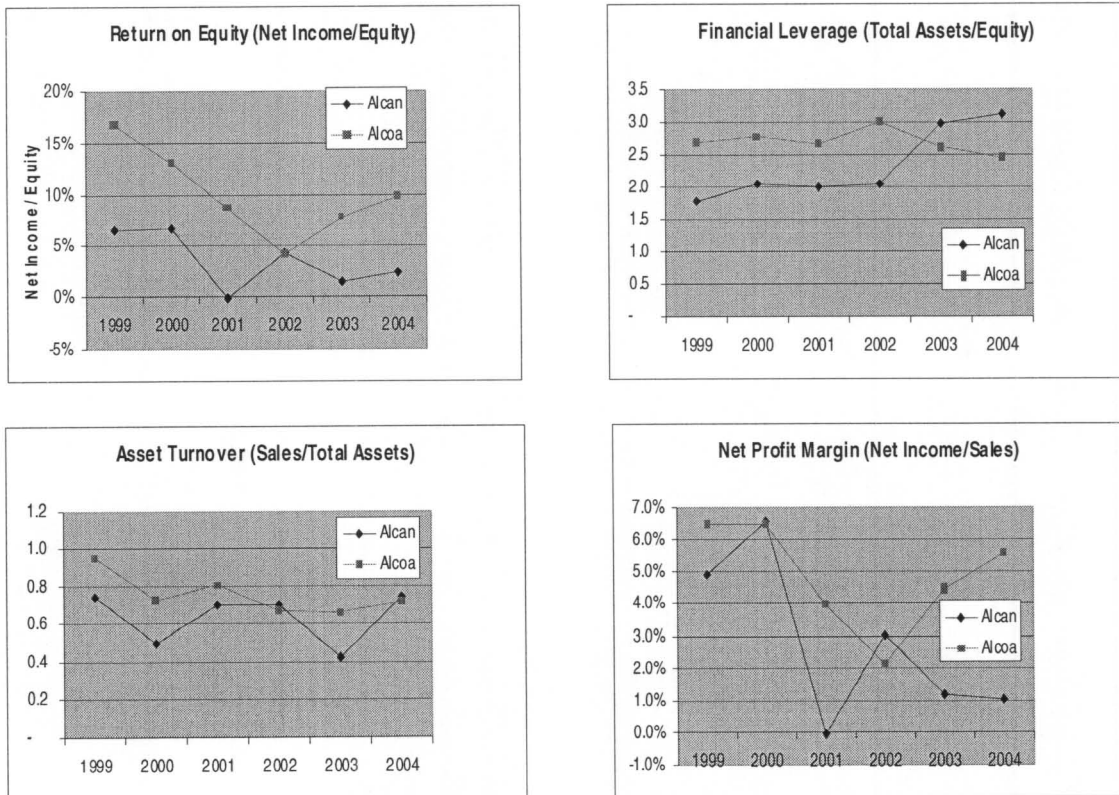 Return on Equity (Net Income/Equity)
Net Income / Equity
20%
15%
10%
5%
0%
-5%
1999 2000 2001 2002 2003 2004
Alcan
Alcoa
Financial Leverage (Total Assets/Equity)
3.5
3.0
2.5
2.0
1.5
1.0
0.5
-
1999 2000 2001 2002 2003 2004
Alcan
Alcoa
Asset Turnover (Sales/Total Assets)
1.2
1.0
0.8
0.6
0.4
0.2
-
1999 2000 2001 2002 2003 2004
Alcan
Alcoa
Net Profit Margin (Net Income/Sales)
7.0%
6.0%
5.0%
4.0%
3.0%
2.0%
1.0%
0.0%
-1.0%
1999 2000 2001 2002 2003 2004
Alcan
Alcoa